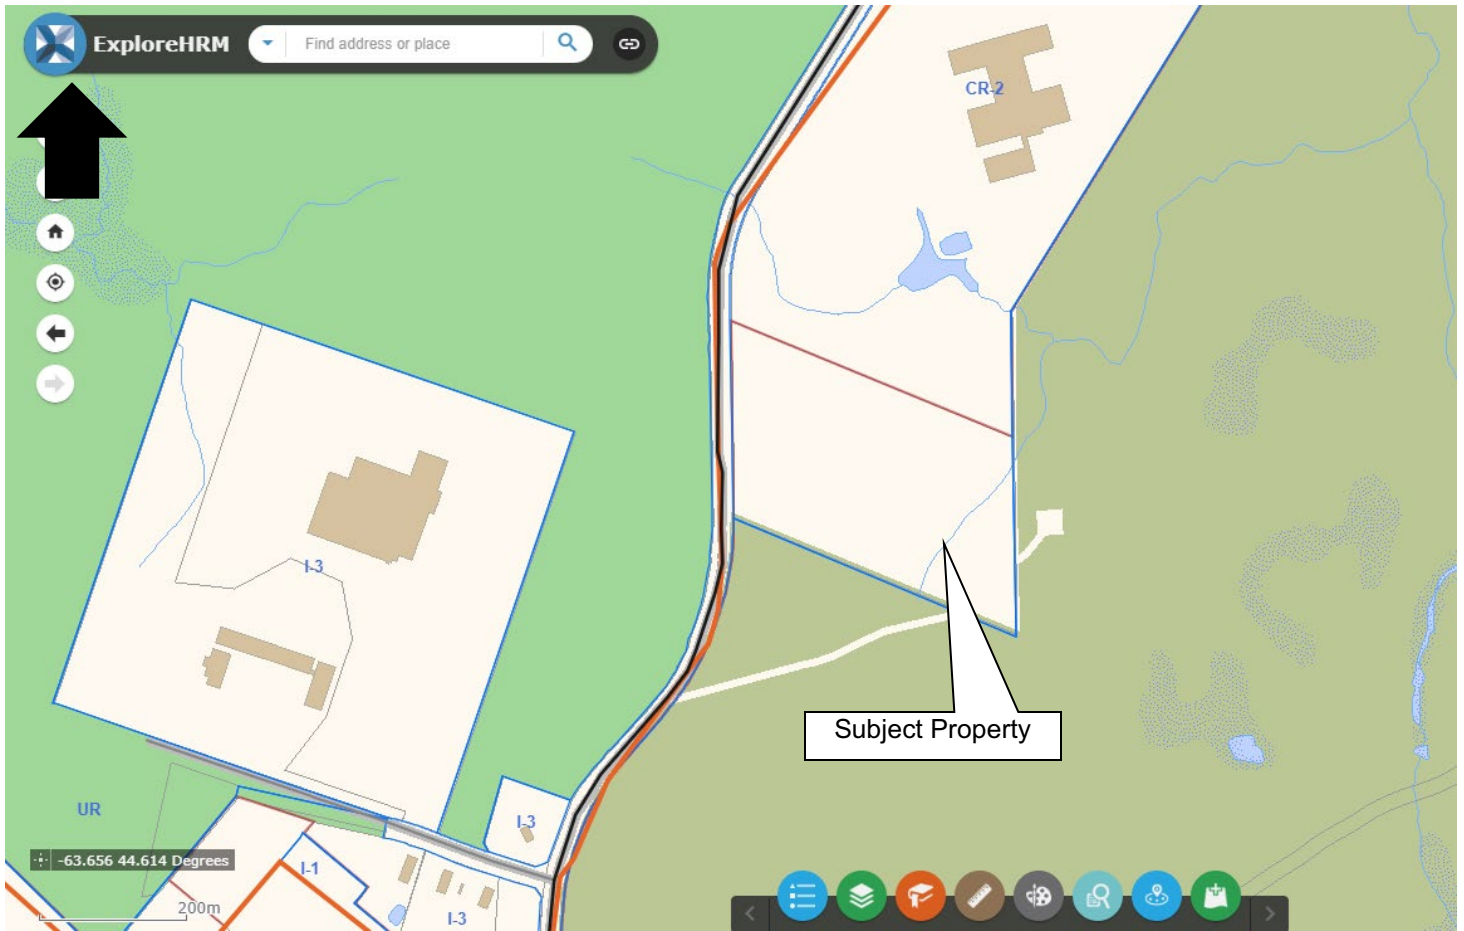 ExploreHRM
Find address or place
CR-2
I-3
Subject Property
UR
I-3
-63.656 44.614 Degrees
I-1
200m
I-3